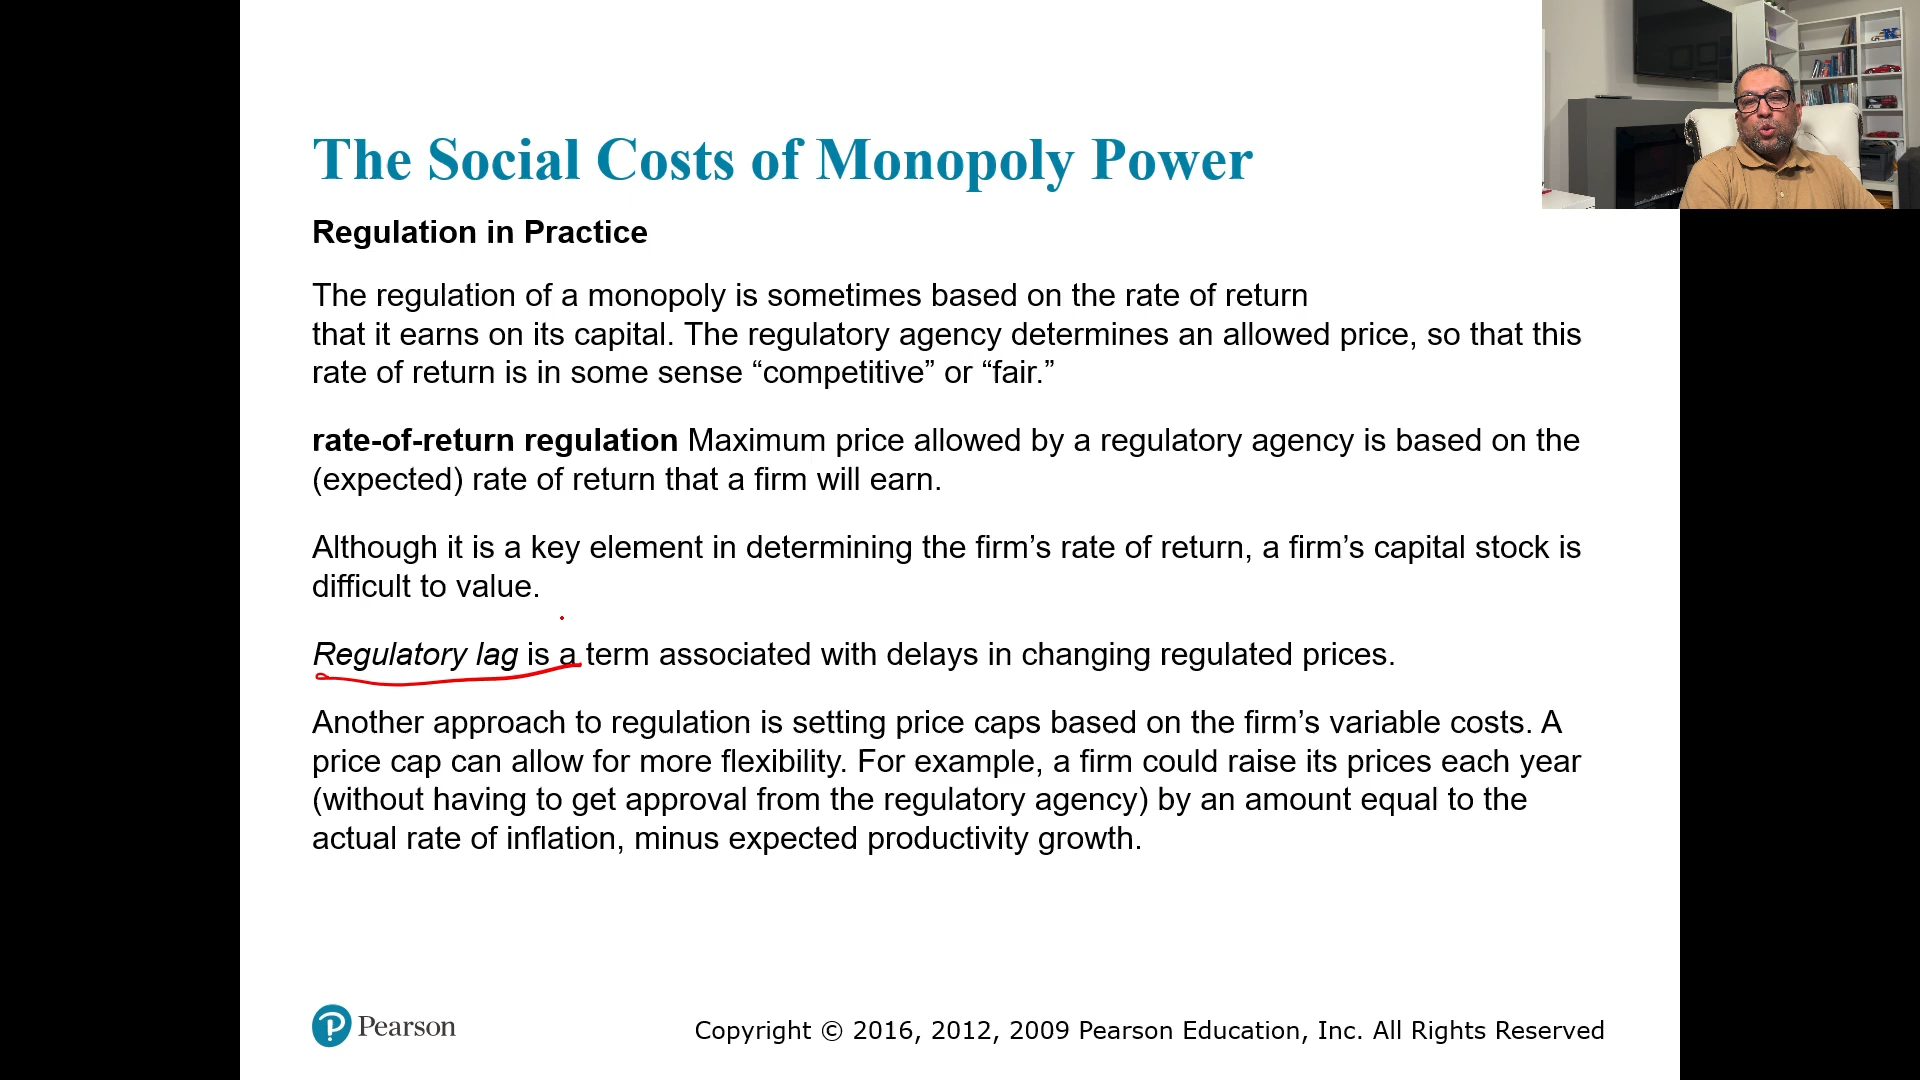 The Social Costs of Monopoly Power
Regulation in Practice
The regulation of a monopoly is sometimes based on the rate of return
that it earns on its capital. The regulatory agency determines an allowed price, so that this
rate of return is in some sense “competitive” or “fair.”
rate-of-return regulation Maximum price allowed by a regulatory agency is based on the
(expected) rate of return that a firm will earn.
Although it is a key element in determining the firm’s rate of return, a firm’s capital stock is
difficult to value.
Regulatory lag is a term associated with delays in changing regulated prices.
Another approach to regulation is setting price caps based on the firm’s variable costs. A
price cap can allow for more flexibility. For example, a firm could raise its prices each year
(without having to get approval from the regulatory agency) by an amount equal to the
actual rate of inflation, minus expected productivity growth.
Pearson
Copyright © 2016, 2012, 2009 Pearson Education, Inc. All Rights Reserved